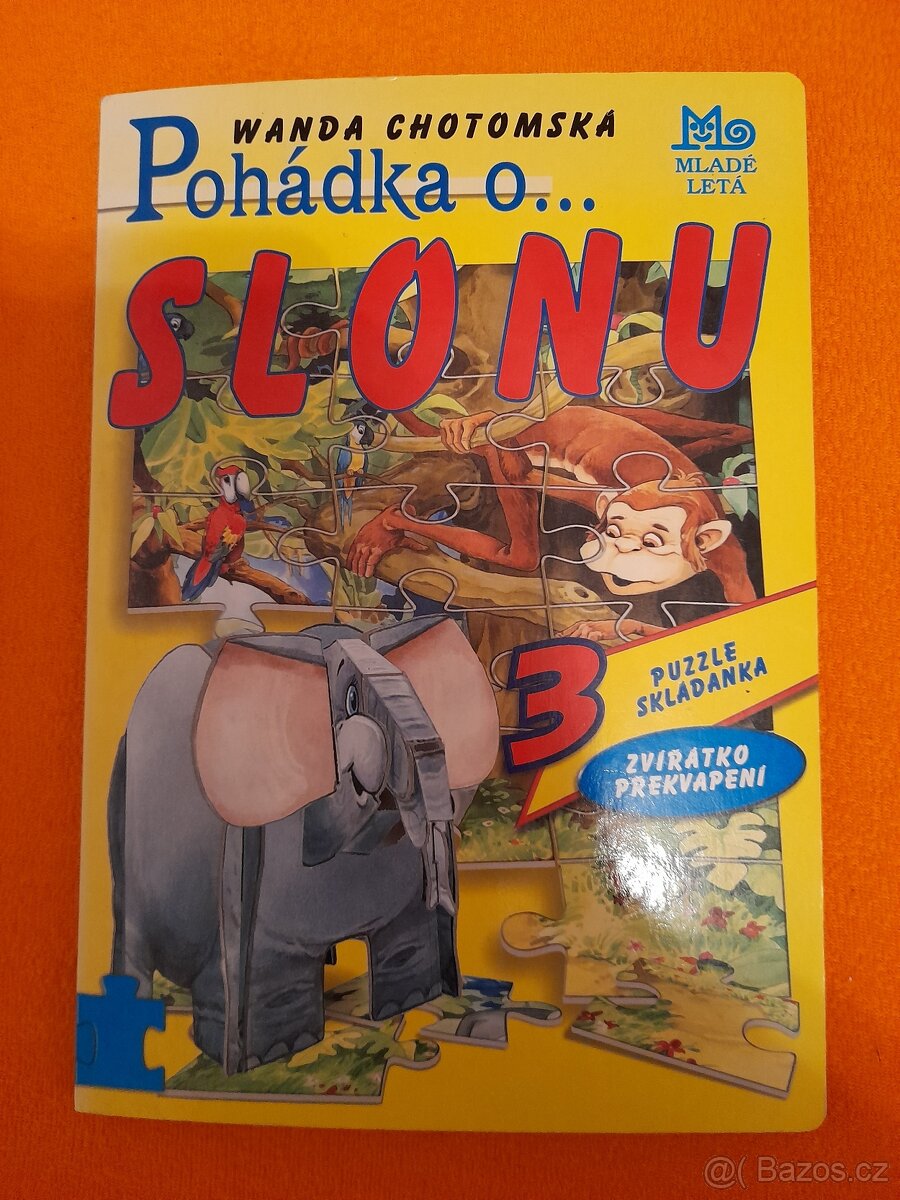 WANDA CHOTOMSKÁ
Pohádka o...
SLONU
MLADÉ
LETÁ
3
PUZZLE
SKLÁDANKA
ZVÍŘÁTKO
PŘEKVAPENÍ
@( Bazos.cz